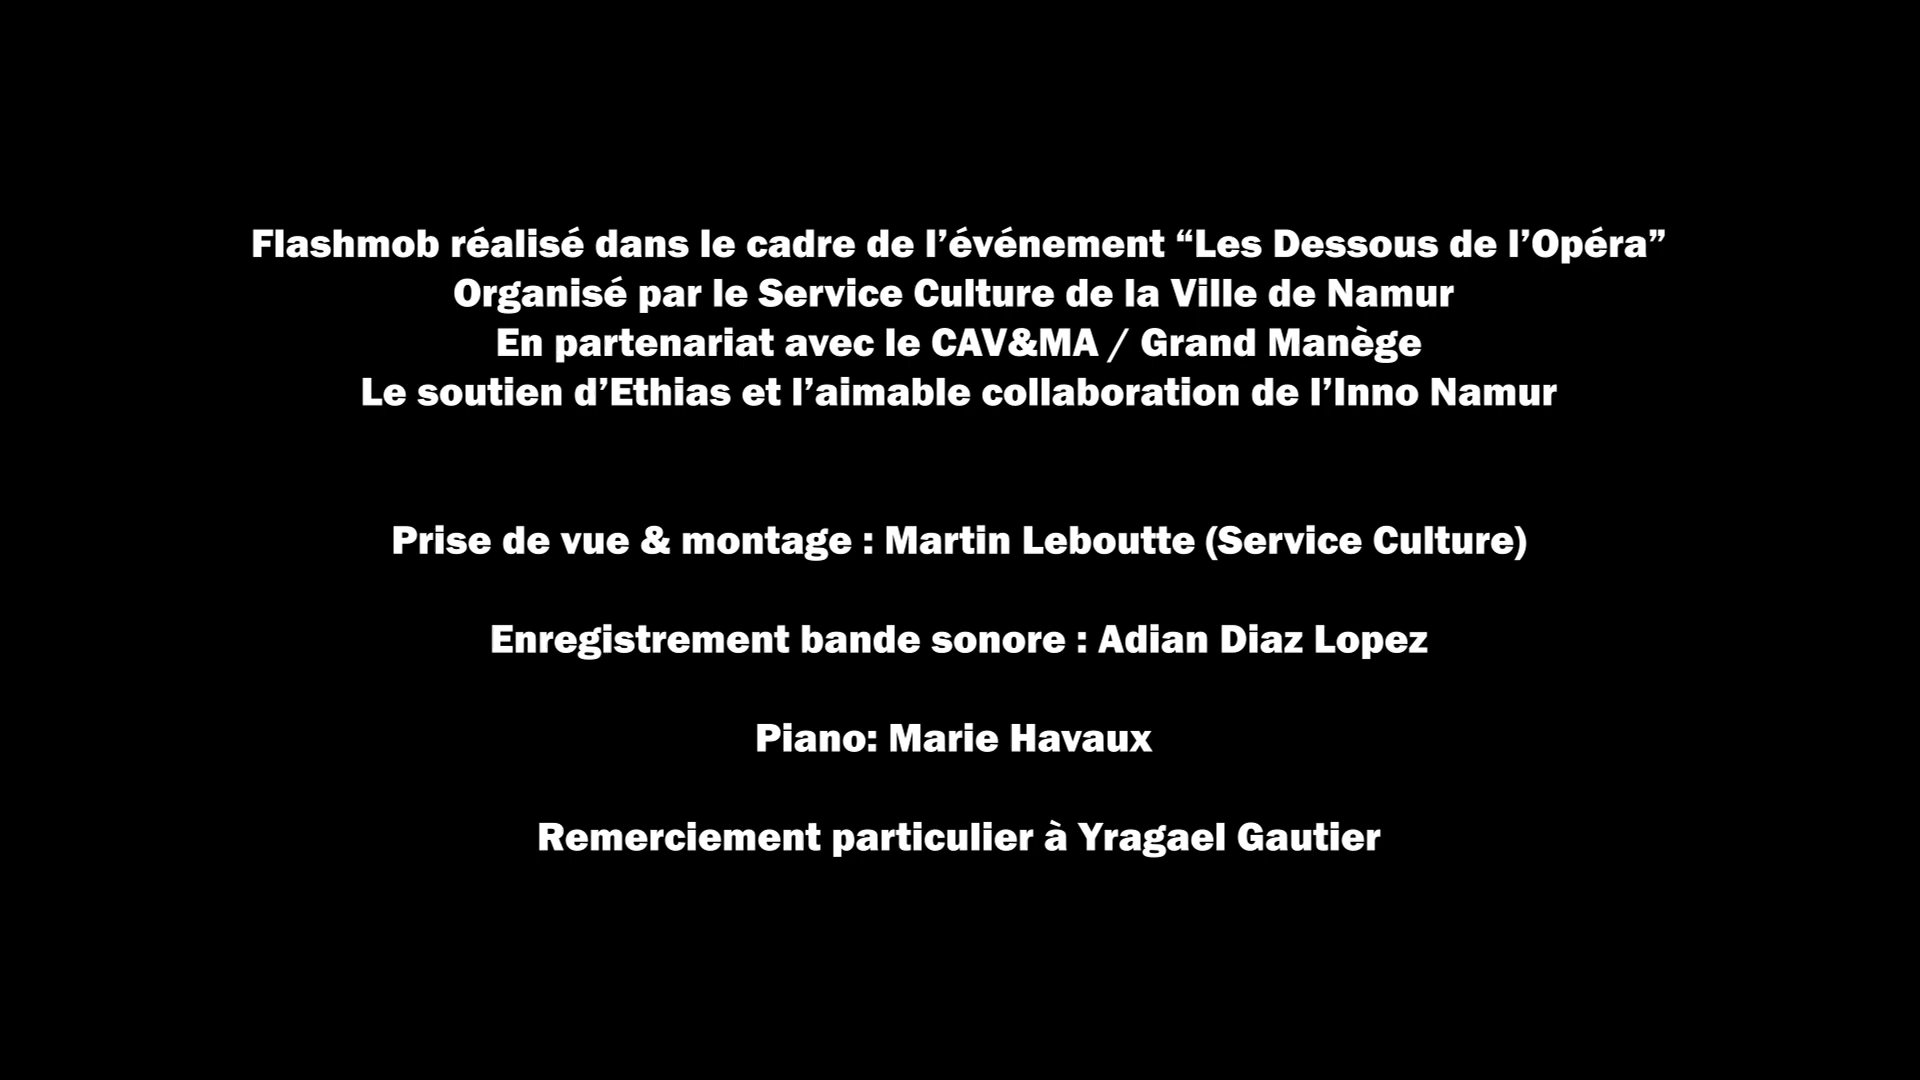 Flashmob réalisé dans le cadre de l’événement “Les Dessous de l’Opéra”
Organisé par le Service Culture de la Ville de Namur
En partenariat avec le CAV&MA / Grand Manège
Le soutien d’Ethias et l’aimable collaboration de l’Inno Namur
Prise de vue & montage : Martin Leboutte (Service Culture)
Enregistrement bande sonore : Adian Diaz Lopez
Piano: Marie Havaux
Remerciement particulier à Yragael Gautier